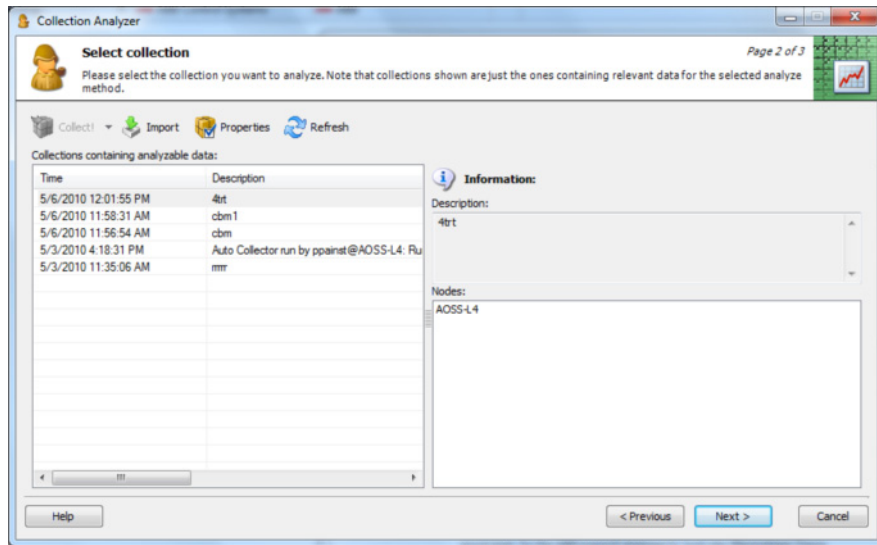 Collection Analyzer
Select collection
Page 2 of 3
Please select the collection you want to analyze. Note that collections shown are just the ones containing relevant data for the selected analyze
method.
Collect! Import Properties Refresh
Collections containing analyzable data:
Time Description
5/6/2010 12:01:55 PM 4trt
5/6/2010 11:58:31 AM cbm1
5/6/2010 11:56:54 AM cbm
5/3/2010 4:18:31 PM Auto Collector run by ppainst@AOSS-L4: Ru
5/3/2010 11:35:06 AM
Information:
Description:
4trt
Nodes:
AOSS-L4
Help
< Previous
Next >
Cancel